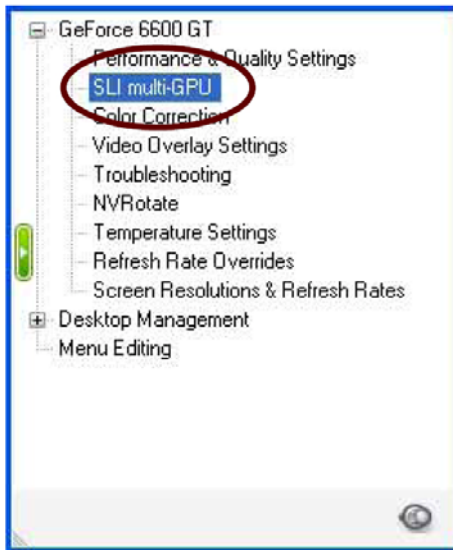 GeForce 6600 GT
Performance & Quality Settings
SLI multi-GPU
Color Correction
Video Overlay Settings
Troubleshooting
NVRotate
Temperature Settings
Refresh Rate Overrides
Screen Resolutions & Refresh Rates
Desktop Management
Menu Editing